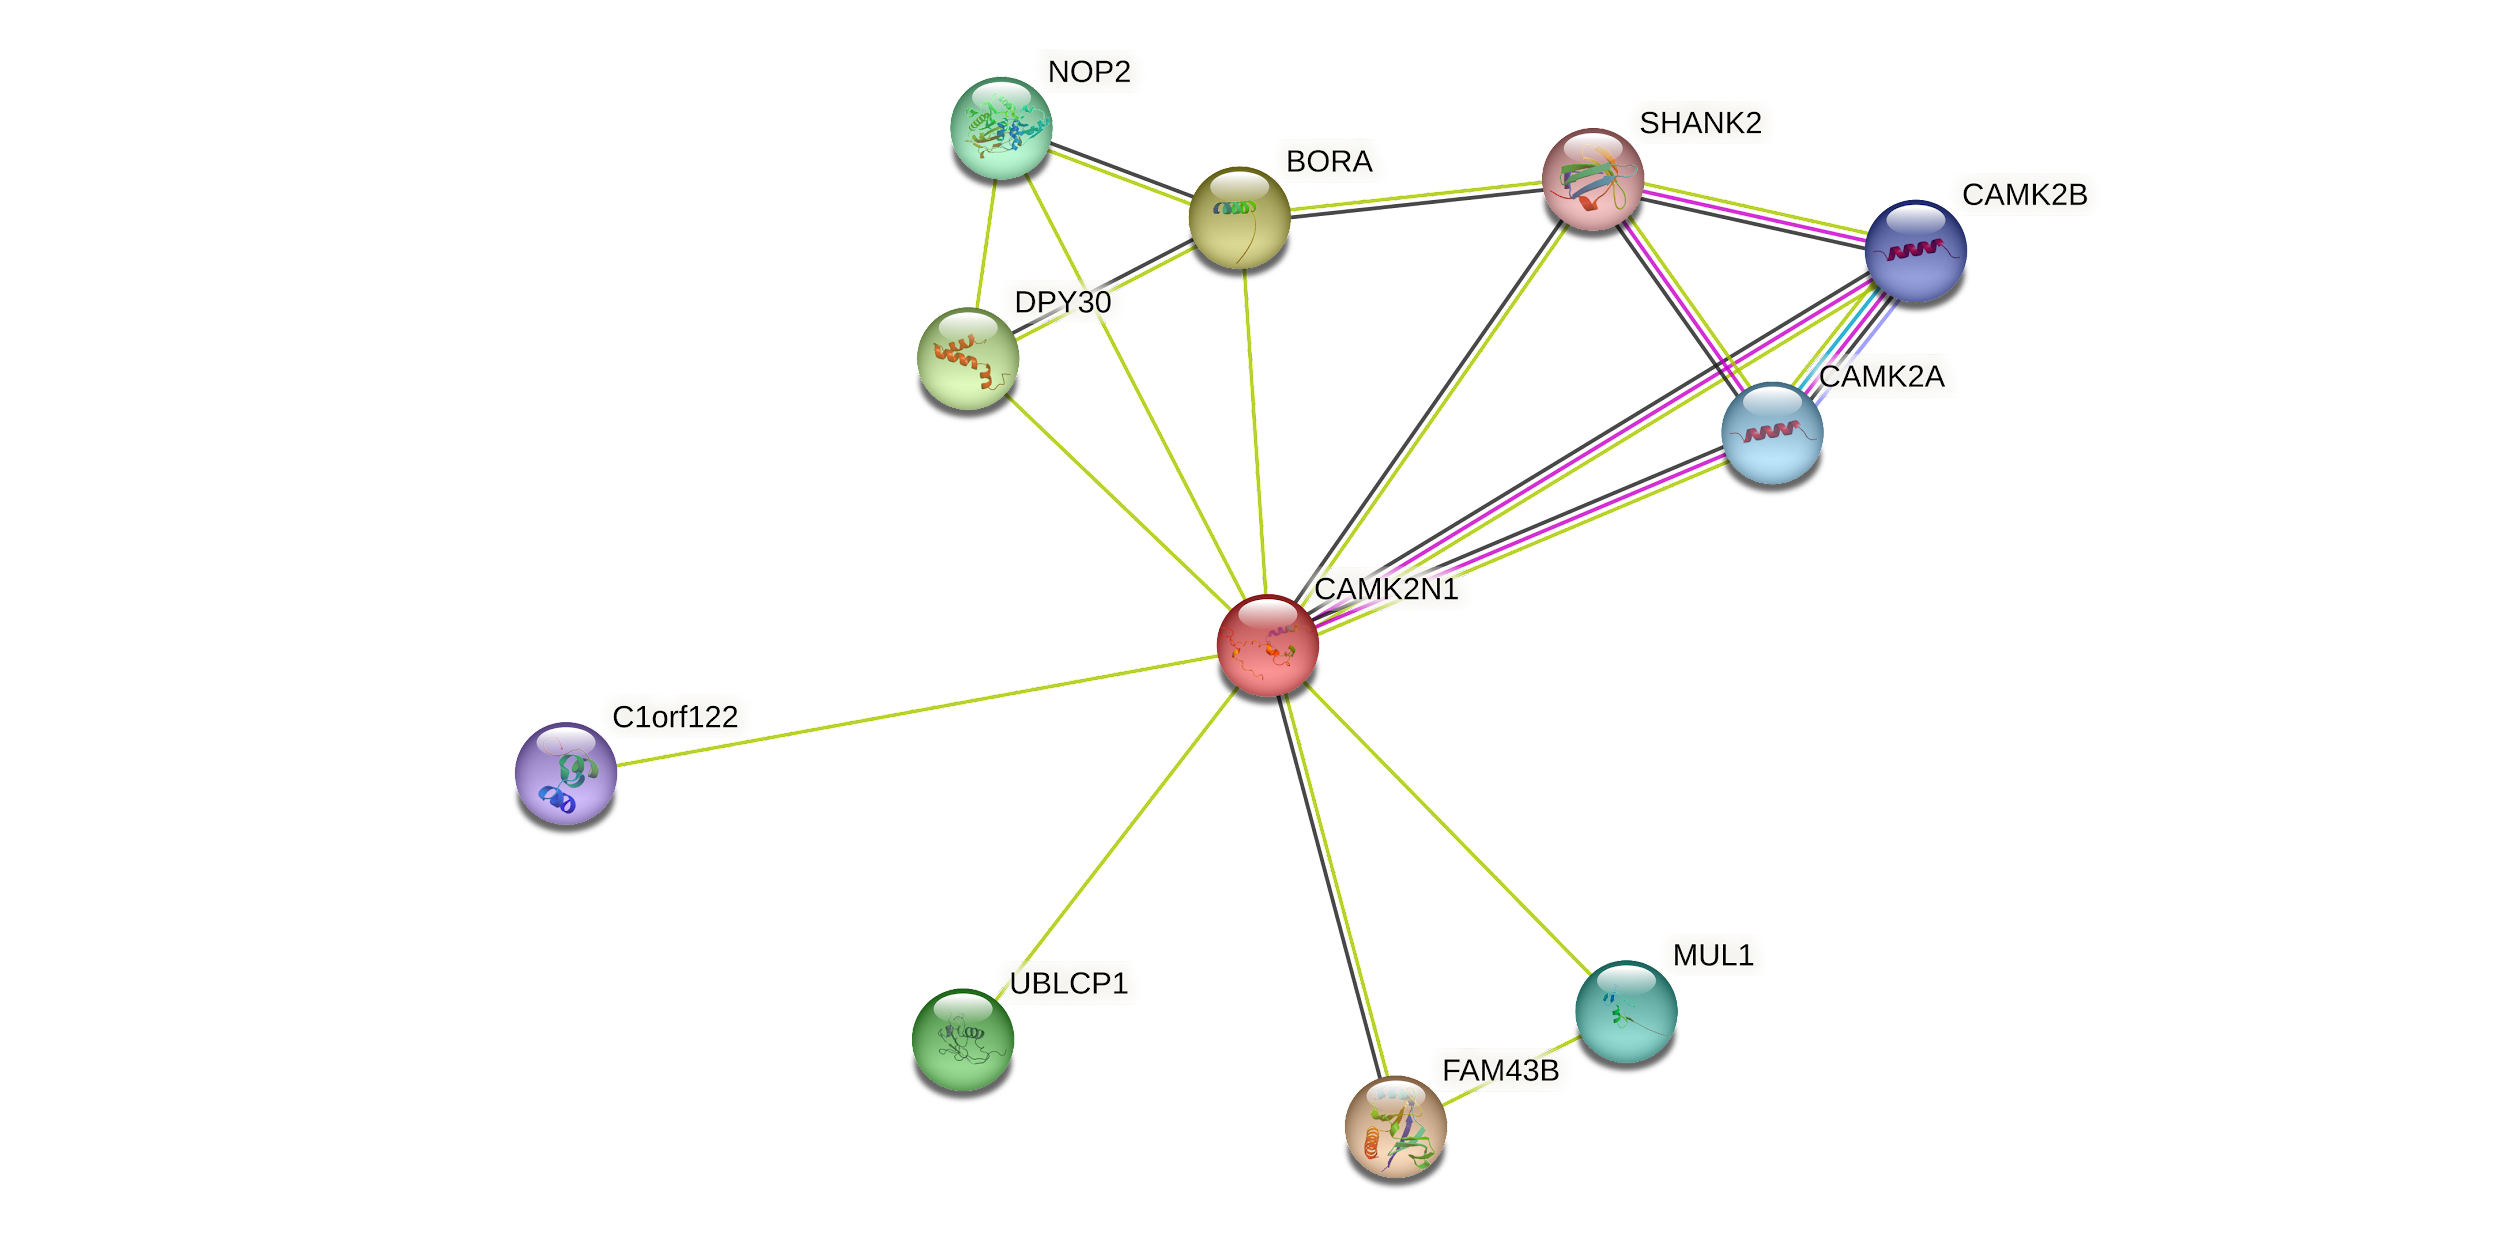 NOP2
SHANK2
BORA
CAMK2B
DPY30
CAMK2A
CAMK2N1
C1orf122
MUL1
UBLCP1
FAM43B